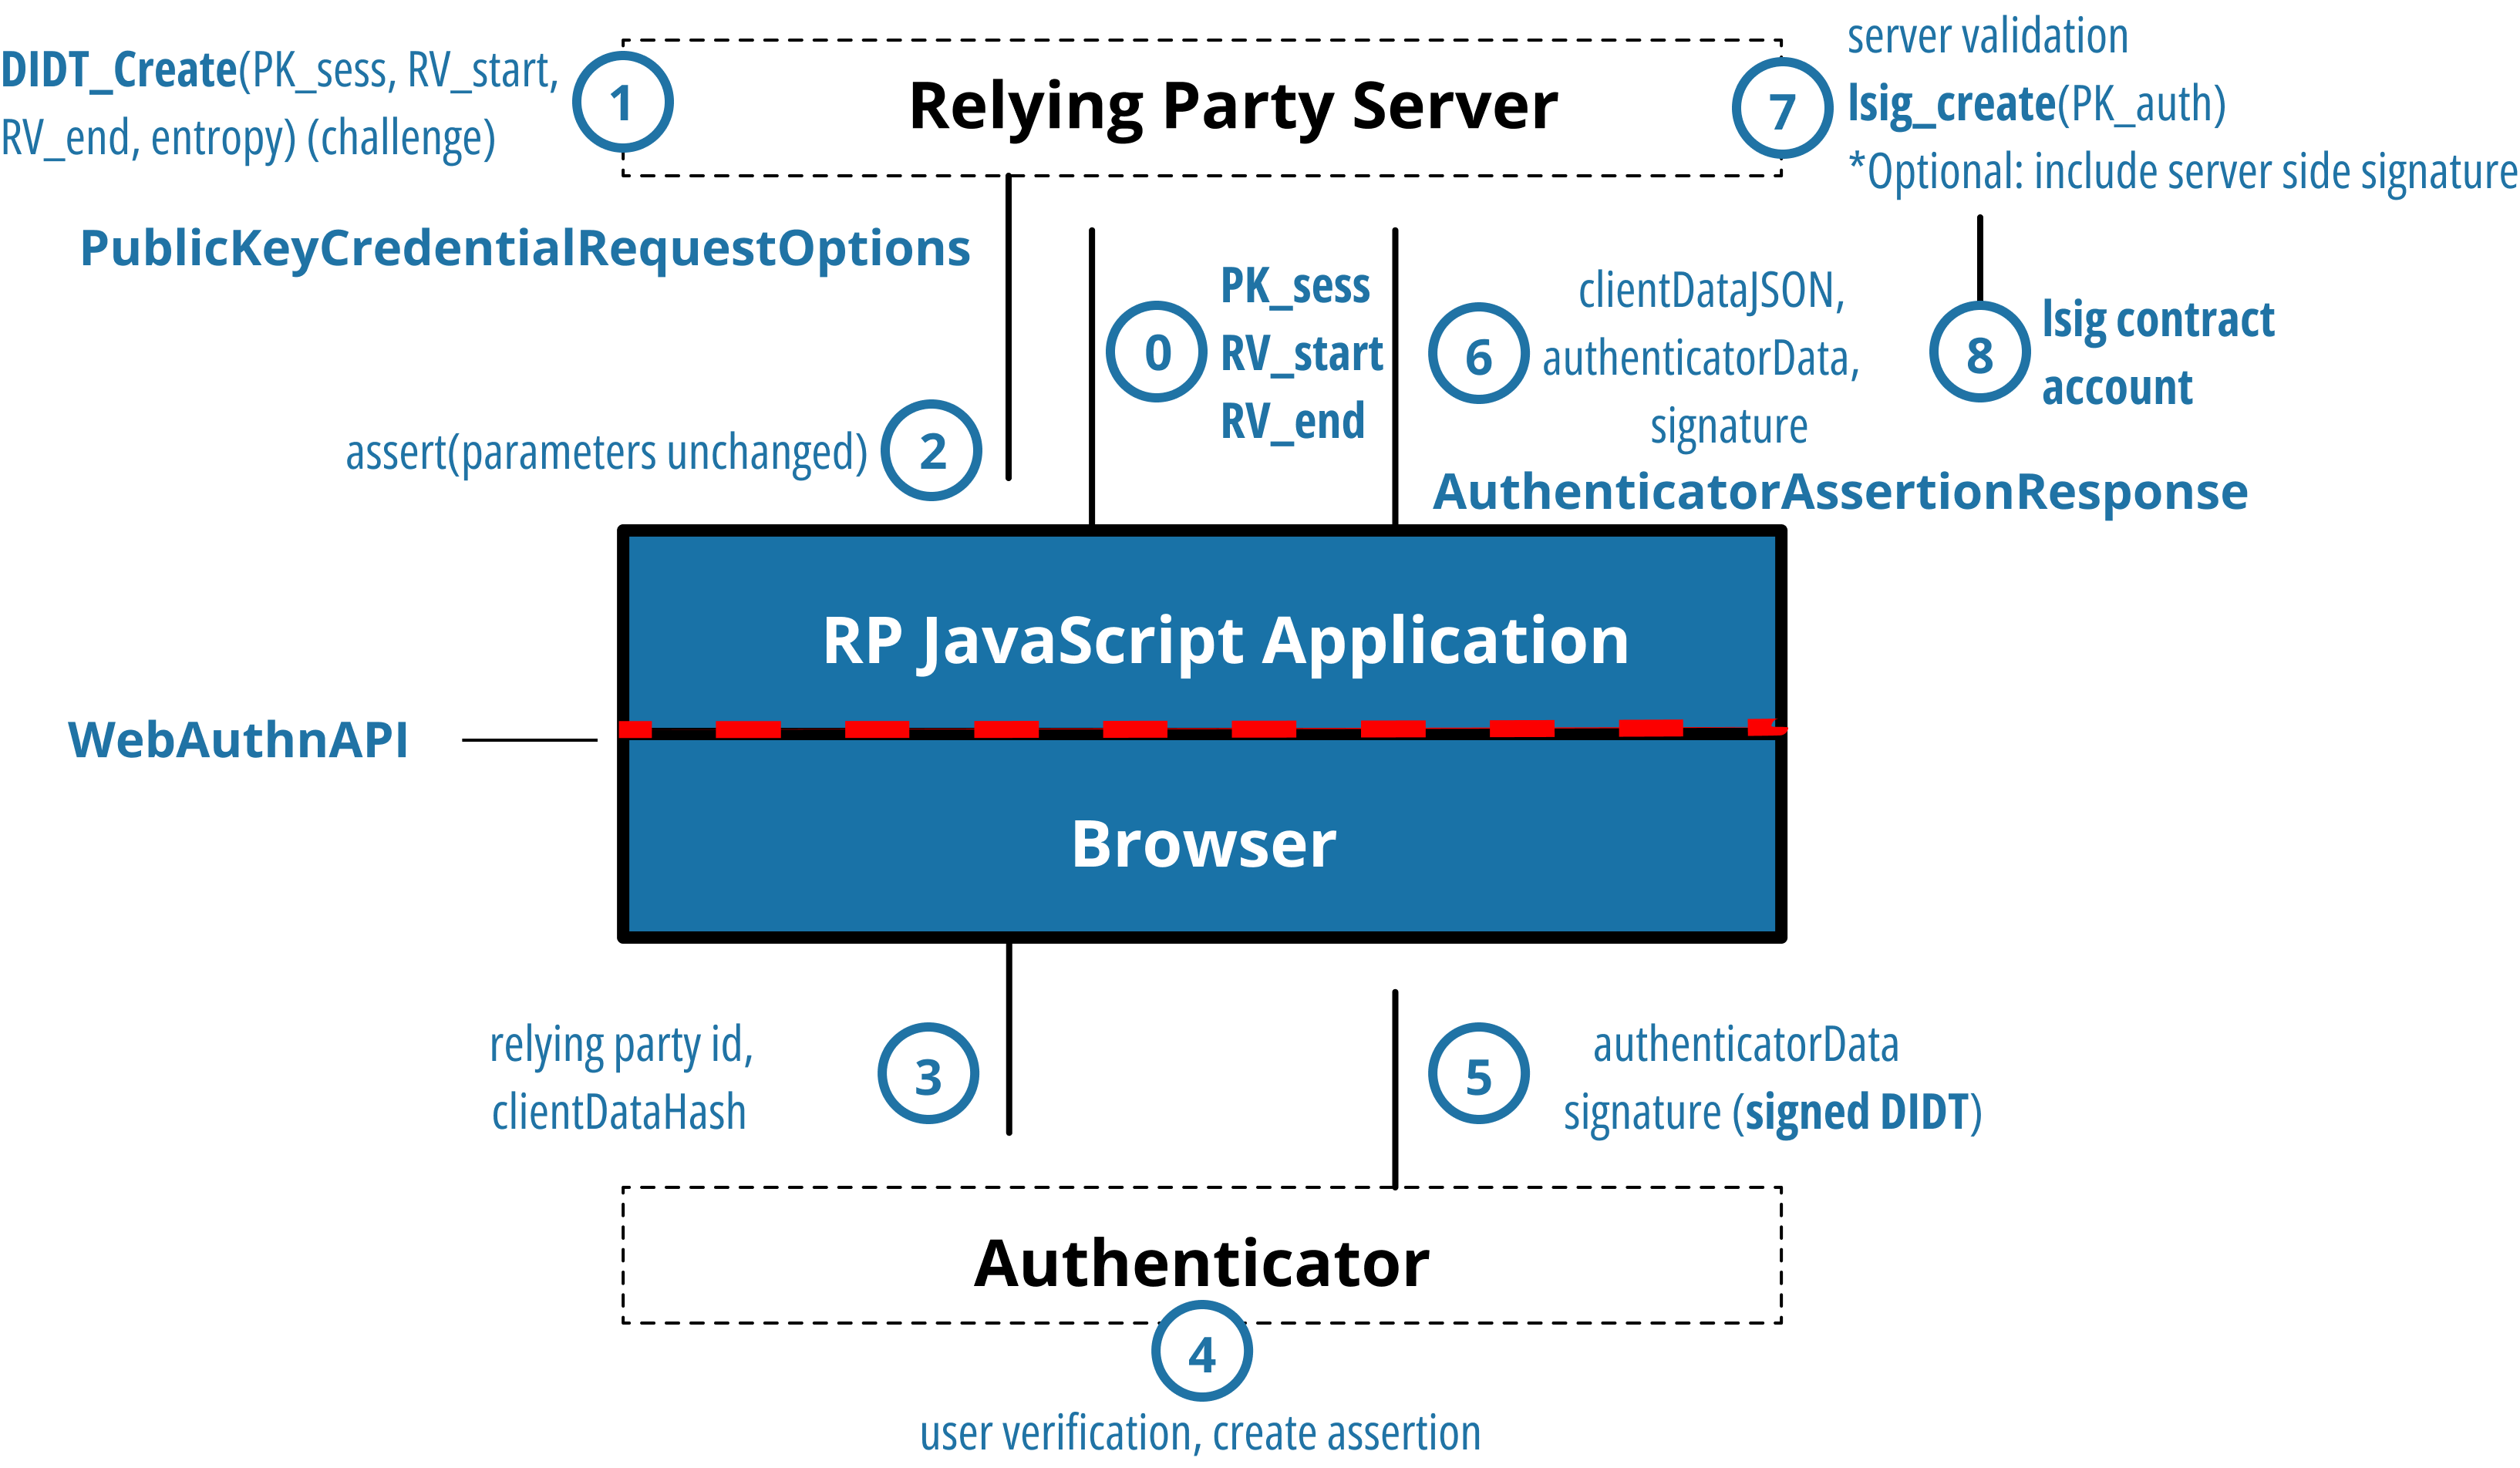 DIDT_Create(PK_sess, RV_start,
RV_end, entropy) (challenge)
1
Relying Party Server
7
server validation
lsig_create(PK_auth)
*Optional: include server side signature
PublicKeyCredentialRequestOptions
assert(parameters unchanged)
2
0
PK_sess
RV_start
RV_end
6
clientDataJSON,
authenticatorData,
signature
AuthenticatorAssertionResponse
8
lsig contract
account
RP JavaScript Application
WebAuthnAPI
Browser
relying party id,
clientDataHash
3
5
authenticatorData
signature (signed DIDT)
Authenticator
4
user verification, create assertion